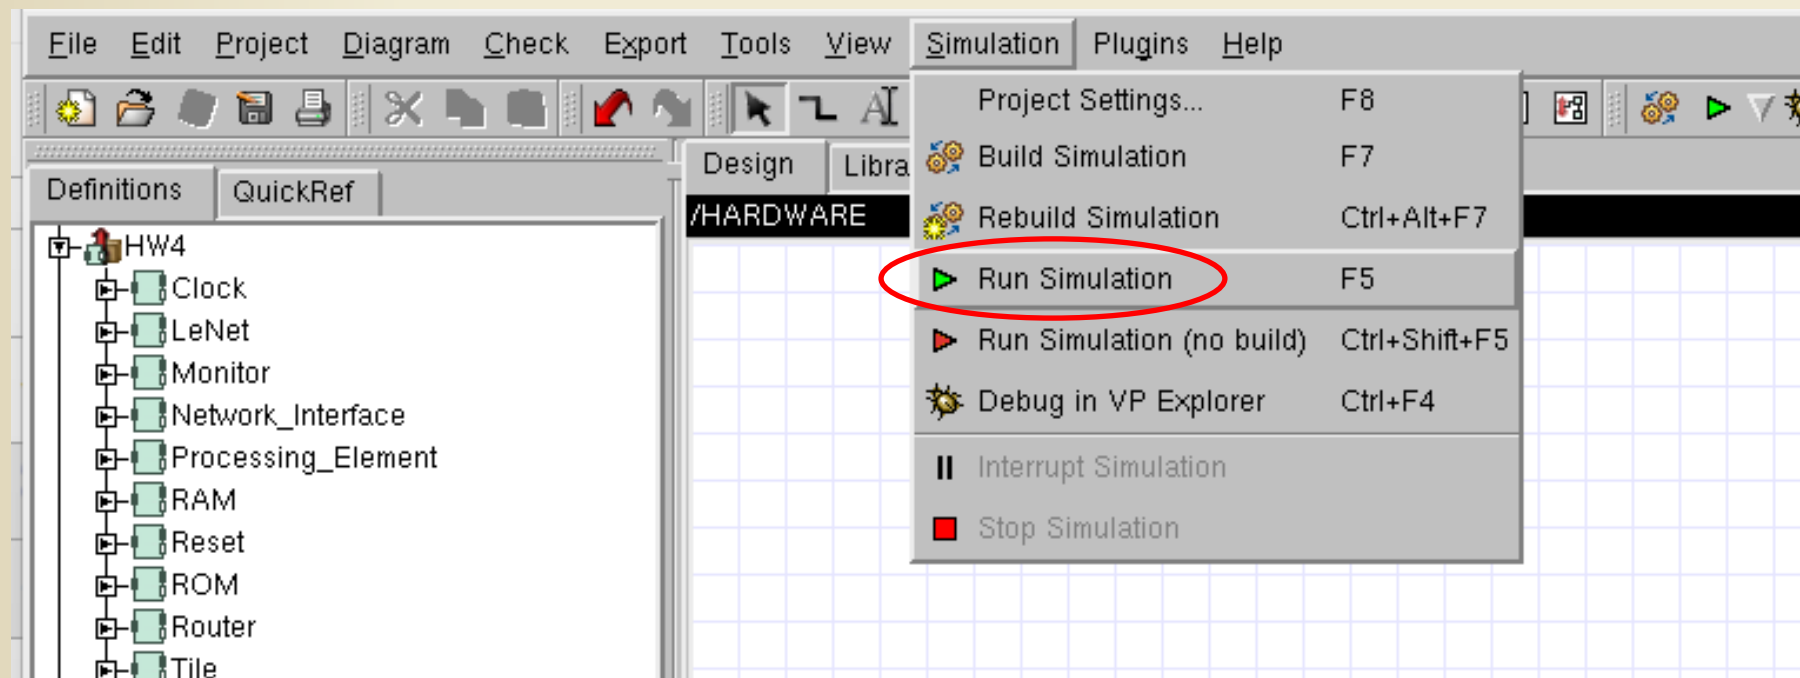 File Edit Project Diagram Check Export Tools View Simulation Plugins Help
Project Settings... F8
Build Simulation F7
Rebuild Simulation Ctrl+Alt+F7
Run Simulation F5
Run Simulation (no build) Ctrl+Shift+F5
Debug in VP Explorer Ctrl+F4
Interrupt Simulation
Stop Simulation
Design Libra
/HARDWARE
Definitions QuickRef
HW4
Clock
LeNet
Monitor
Network_Interface
Processing_Element
RAM
Reset
ROM
Router
Tile